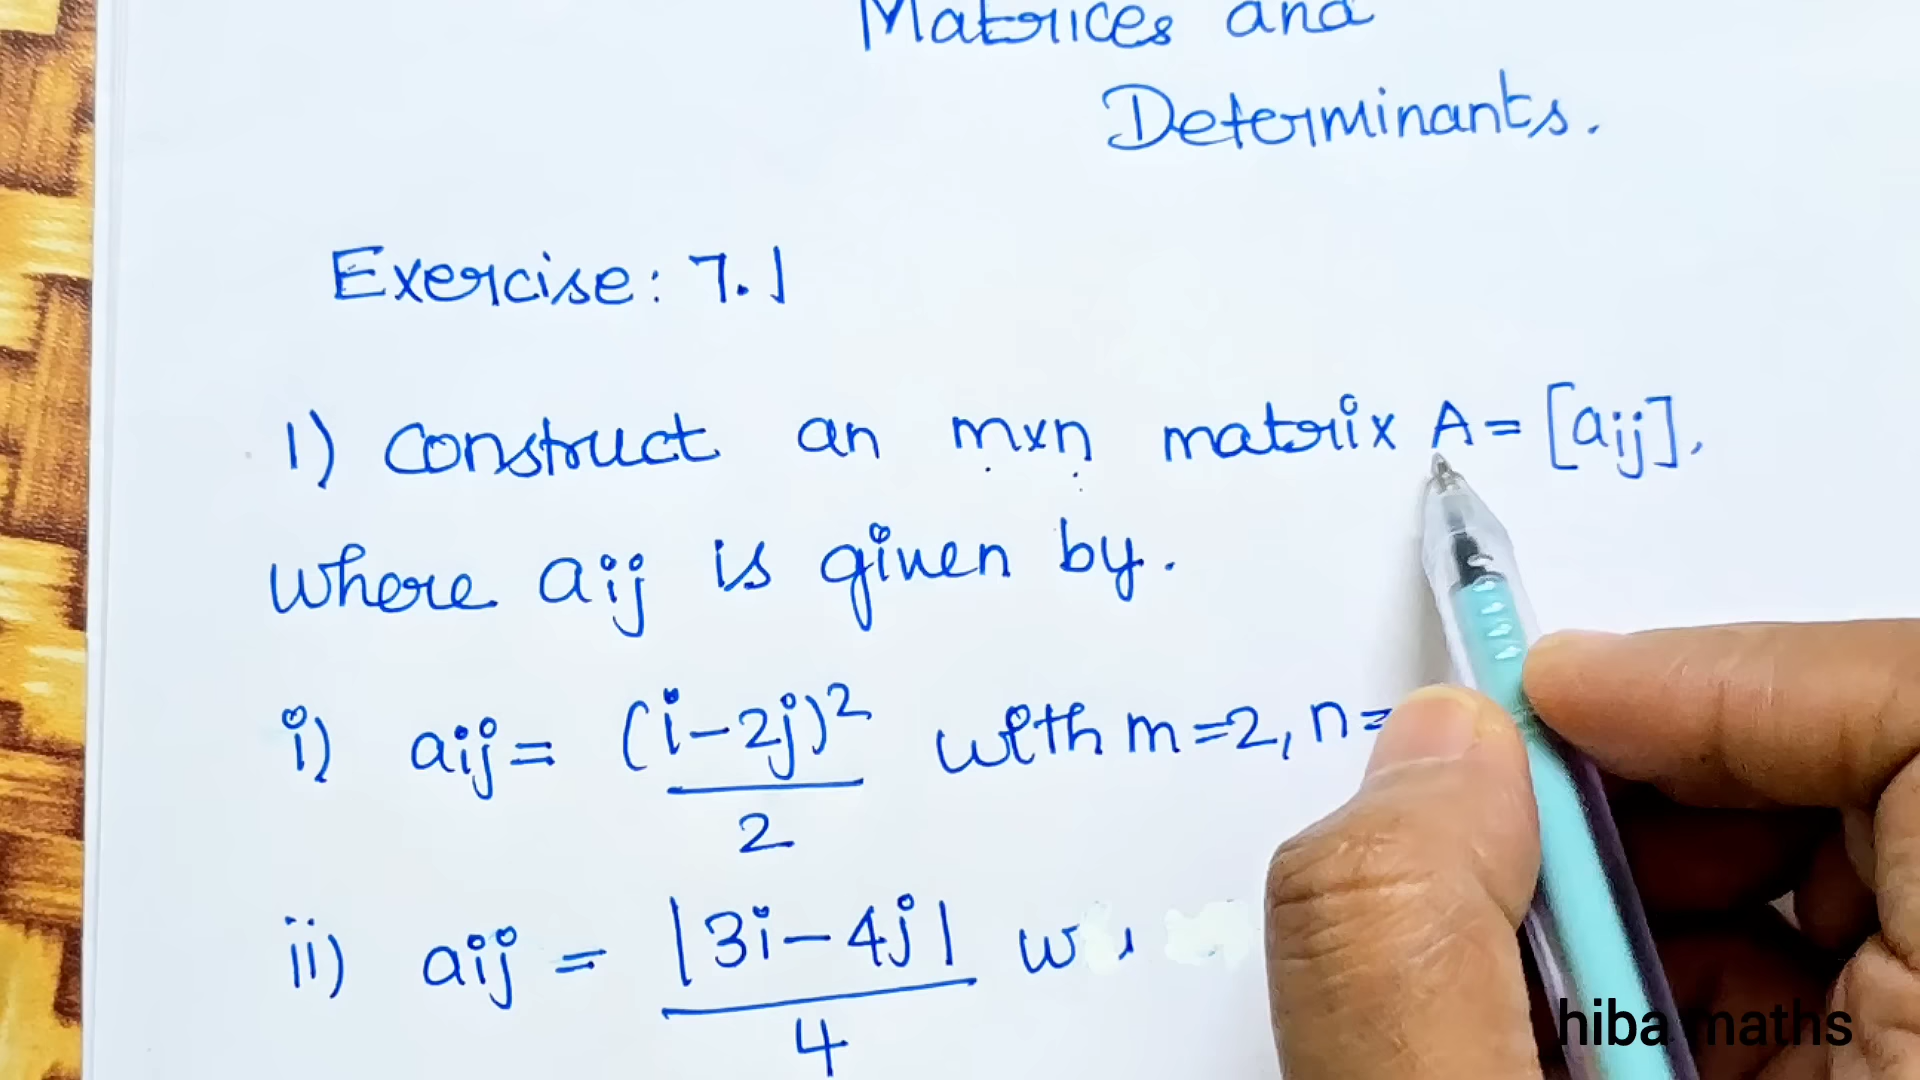 Matrices and
Determinants.
Exercise: 7.1
1) Construct an m×n matrix A = [aij],
where aij is given by.
i) aij = (i-2j)² with m=2, n=
2
ii) aij = |3i-4j|
4
hiba maths